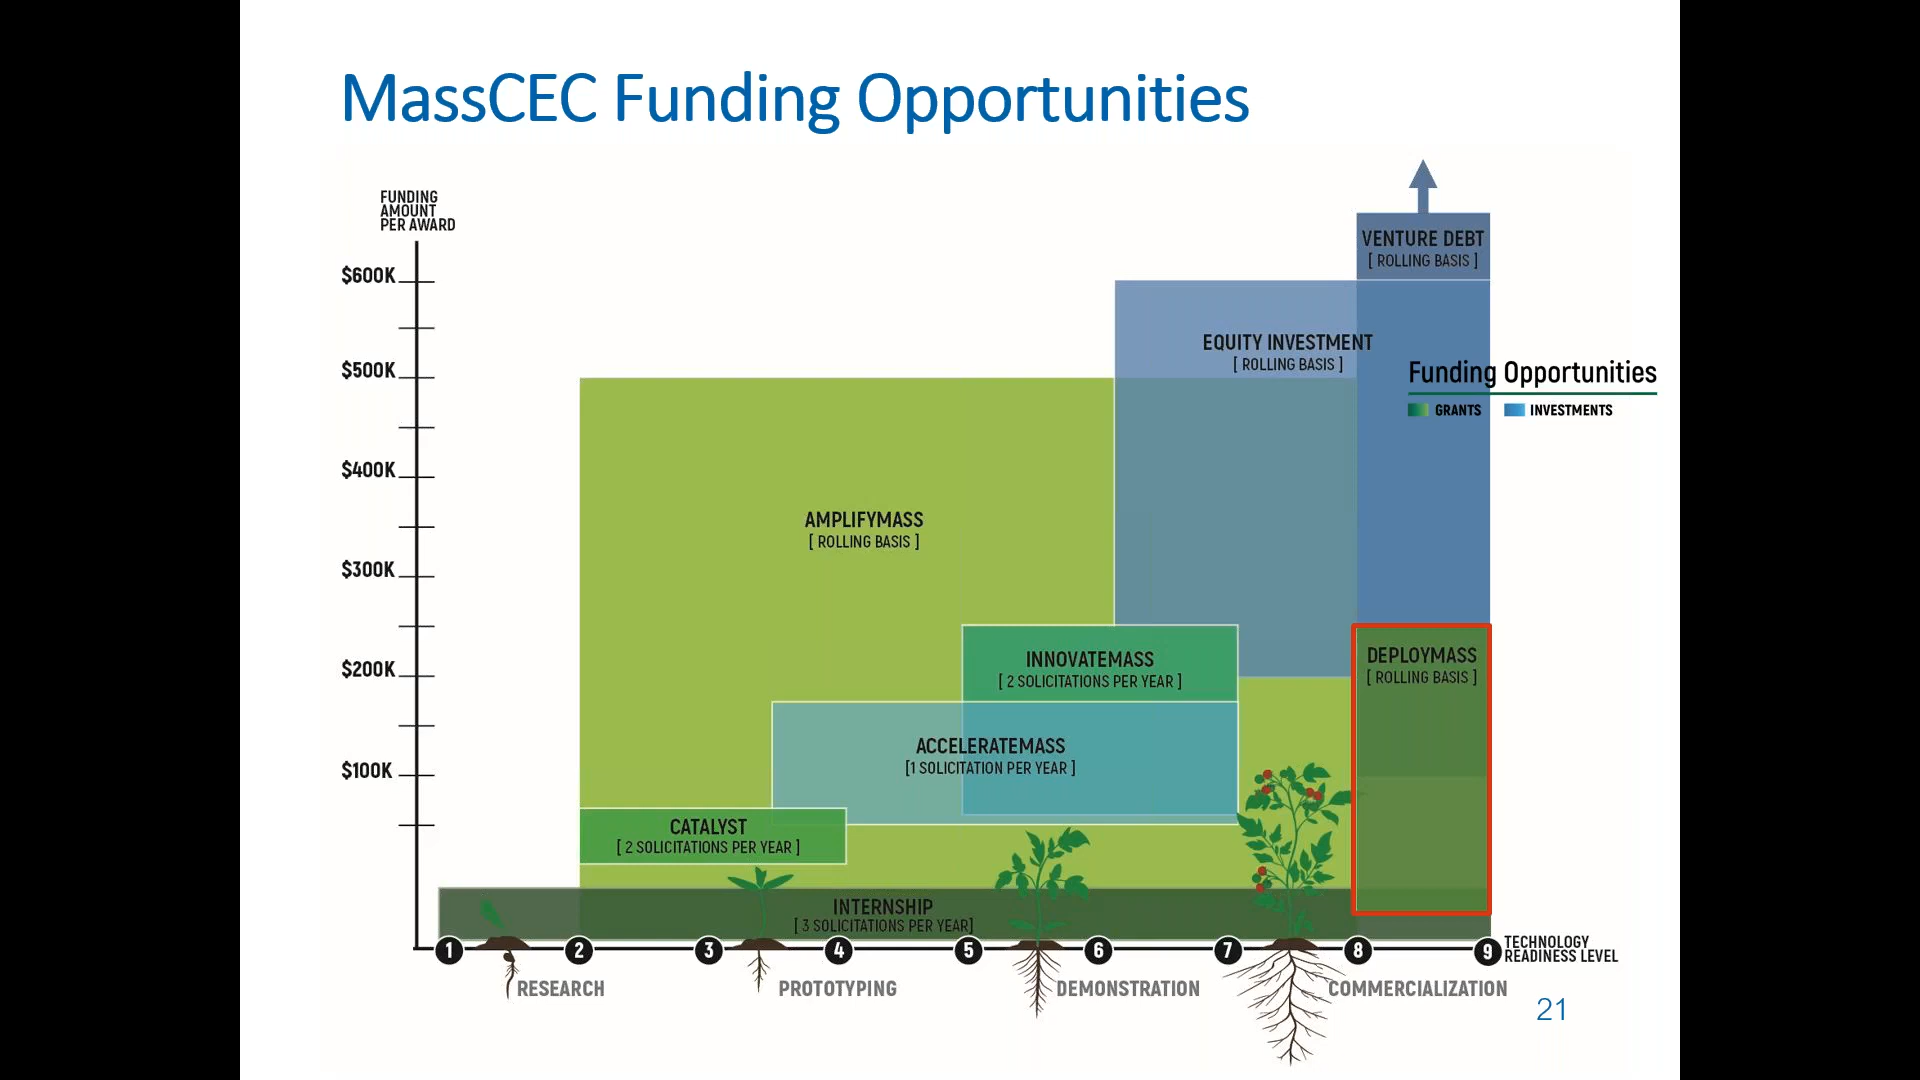 MassCEC Funding Opportunities
FUNDING
AMOUNT
PER AWARD
$600K
$500K
$400K
$300K
$200K
$100K
VENTURE DEBT
[ ROLLING BASIS ]
EQUITY INVESTMENT
[ ROLLING BASIS ]
Funding Opportunities
GRANTS
INVESTMENTS
AMPLIFYMASS
[ ROLLING BASIS ]
INNOVATEMASS
[ 2 SOLICITATIONS PER YEAR ]
DEPLOYMASS
[ ROLLING BASIS ]
ACCELERATEMASS
[1 SOLICITATION PER YEAR ]
CATALYST
[ 2 SOLICITATIONS PER YEAR ]
INTERNSHIP
[ 3 SOLICITATIONS PER YEAR]
1
2
3
4
5
6
7
8
9
TECHNOLOGY
READINESS LEVEL
RESEARCH
PROTOTYPING
DEMONSTRATION
COMMERCIALIZATION
21